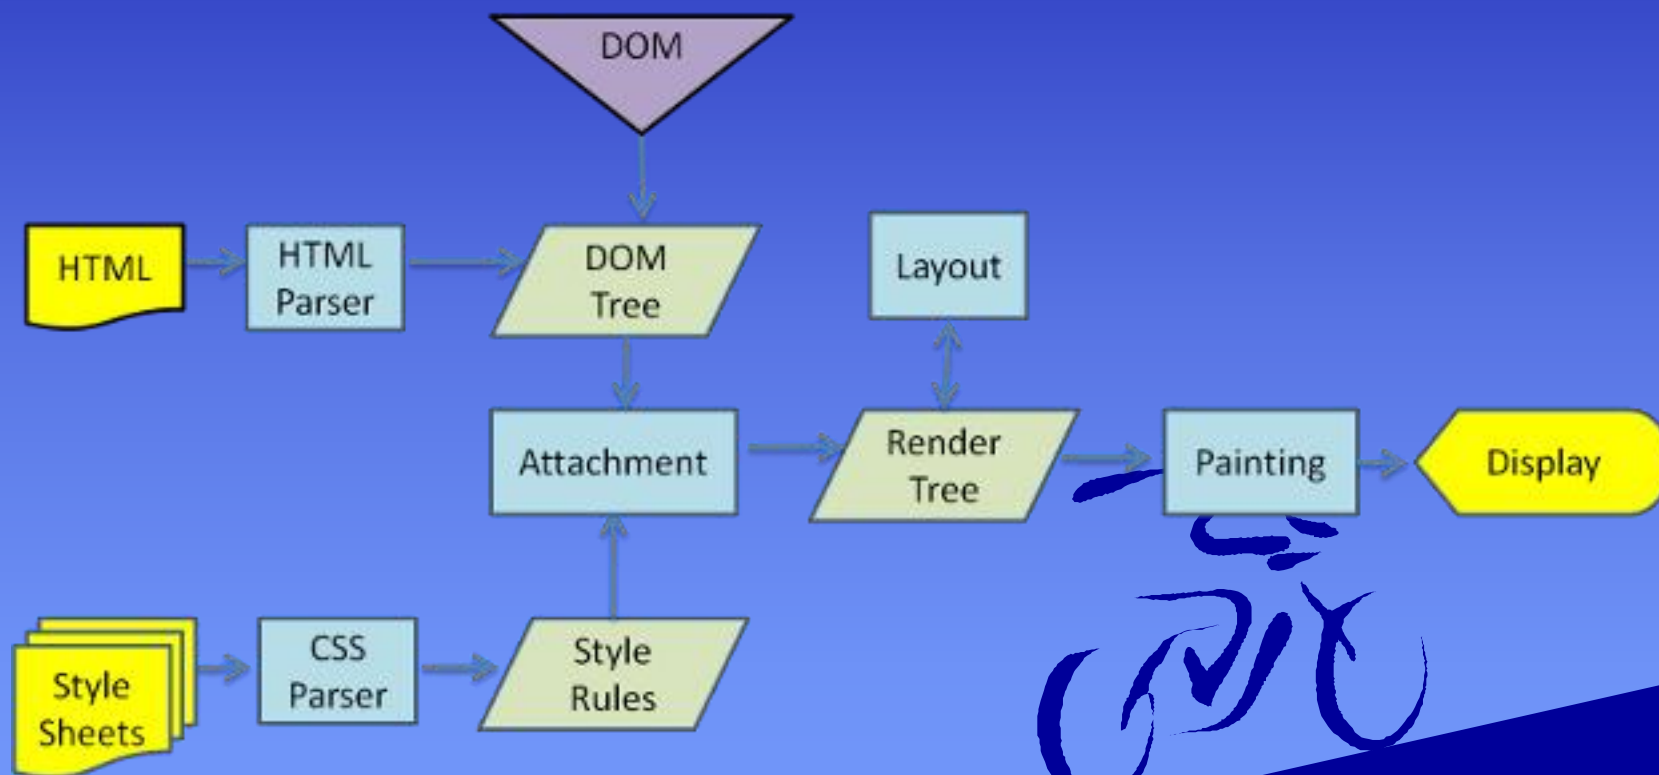 DOM
HTML
HTML
Parser
DOM
Tree
Layout
Attachment
Render
Tree
Painting
Display
Style
Sheets
CSS
Parser
Style
Rules